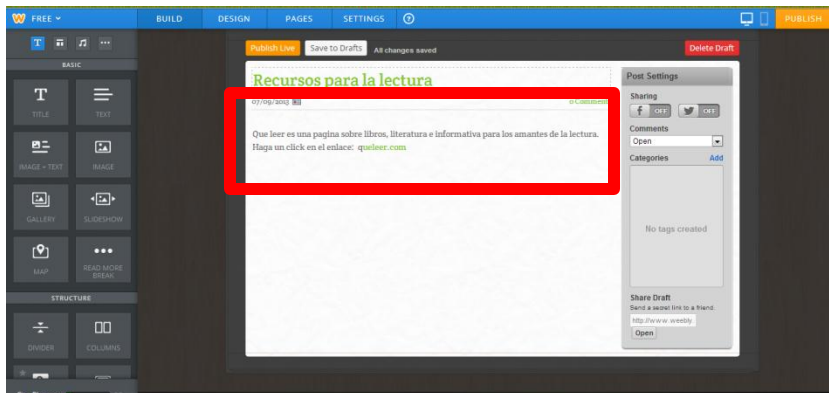 FREE BUILD DESIGN PAGES SETTINGS ? PUBLISH
Publish Live Save to Drafts All changes saved Delete Draft
BASIC
T
TITLE TEXT
IMAGE + TEXT IMAGE
GALLERY SLIDESHOW
MAP READ MORE
BREAK
STRUCTURE
DIVIDER COLUMNS
Recursos para la lectura
07/09/2013 0 Comment
Que leer es una pagina sobre libros, literatura e informativa para los amantes de la lectura.
Haga un click en el enlace: queleer.com
Post Settings
Sharing
OFF OFF
Comments
Open
Categories Add
No tags created
Share Draft
Send a secret link to a friend.
http://www.weebly.
Open